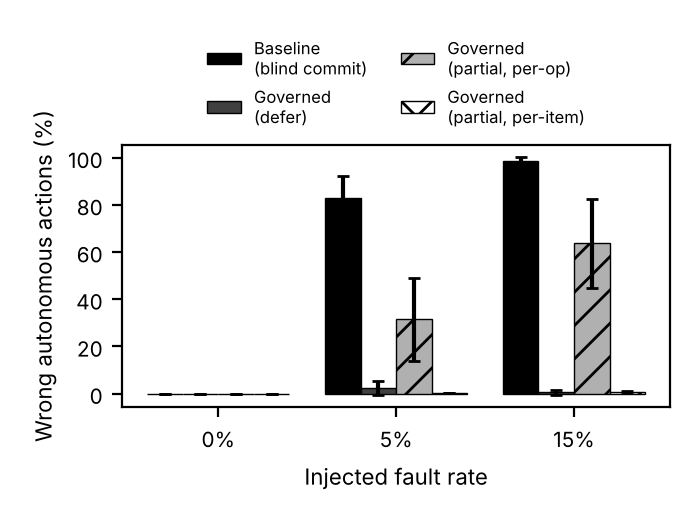 Baseline
(blind commit)
Governed
(defer)
Governed
(partial, per-op)
Governed
(partial, per-item)
Wrong autonomous actions (%)
100
80
60
40
20
0
0%
5%
15%
Injected fault rate